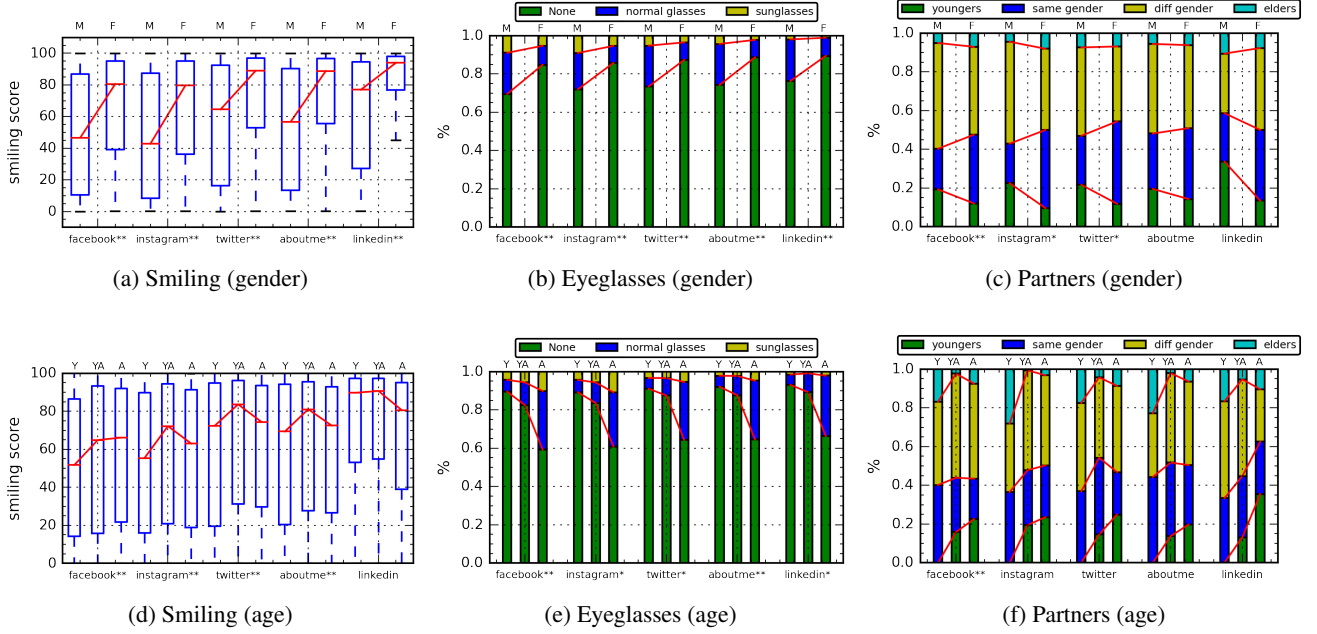 M F M F M F M F M F
100
80
60
40
20
0
smiling score
facebook** instagram** twitter** aboutme** linkedin**
(a) Smiling (gender)
None normal glasses sunglasses
M F M F M F M F M F
1.0
0.8
0.6
0.4
0.2
0.0
%
facebook** instagram** twitter** aboutme** linkedin**
(b) Eyeglasses (gender)
youngers same gender diff gender elders
M F M F M F M F M F
1.0
0.8
0.6
0.4
0.2
0.0
%
facebook** instagram* twitter* aboutme linkedin
(c) Partners (gender)
Y YA A Y YA A Y YA A Y YA A Y YA A
100
80
60
40
20
0
smiling score
facebook** instagram** twitter** aboutme** linkedin
(d) Smiling (age)
None normal glasses sunglasses
Y YA A Y YA A Y YA A Y YA A Y YA A
1.0
0.8
0.6
0.4
0.2
0.0
%
facebook** instagram* twitter* aboutme** linkedin*
(e) Eyeglasses (age)
youngers same gender diff gender elders
Y YA A Y YA A Y YA A Y YA A Y YA A
1.0
0.8
0.6
0.4
0.2
0.0
%
facebook** instagram twitter aboutme linkedin
(f) Partners (age)